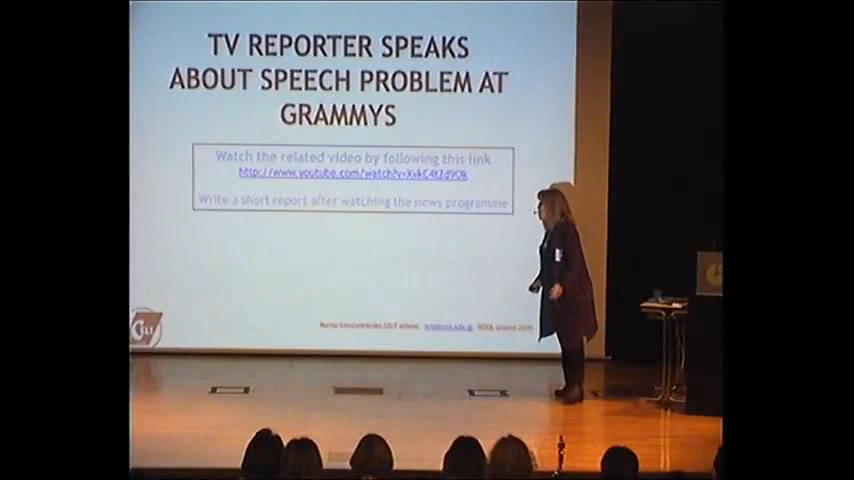 TV REPORTER SPEAKS
ABOUT SPEECH PROBLEM AT
GRAMMYS
Watch the related video by following this link
Write a short report after watching the news programme